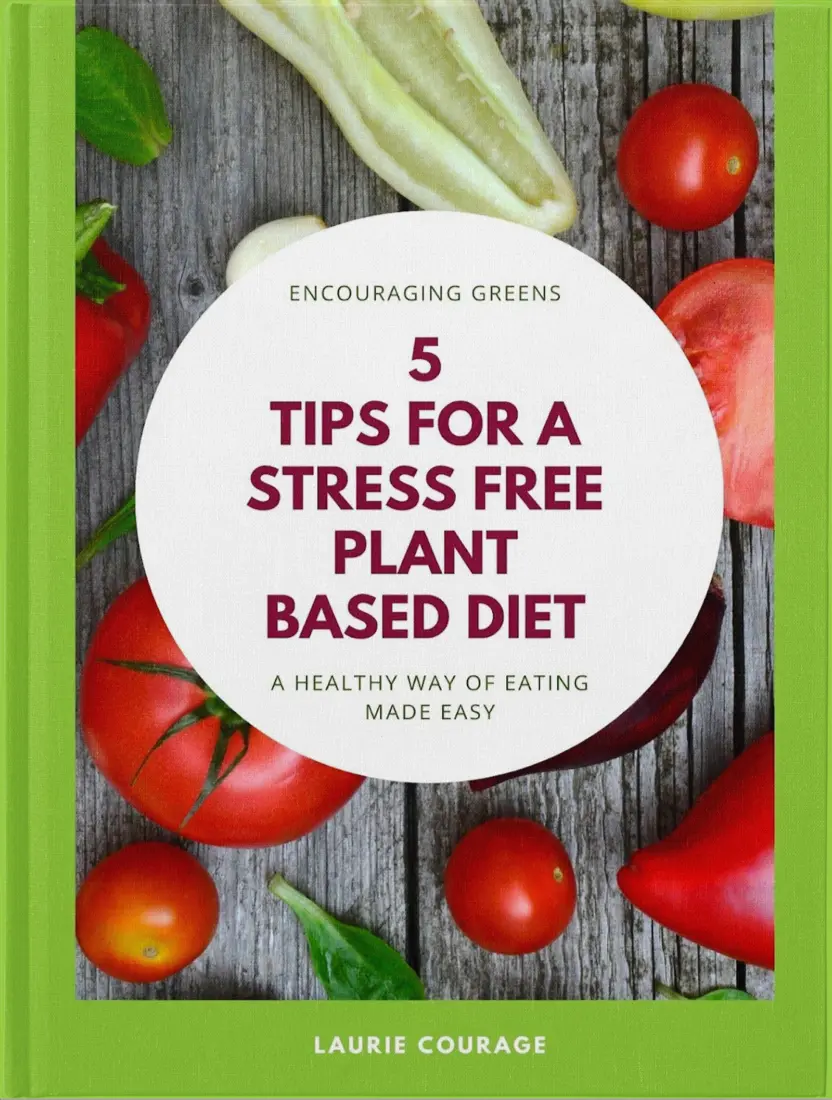 ENCOURAGING GREENS
5
TIPS FOR A
STRESS FREE
PLANT
BASED DIET
A HEALTHY WAY OF EATING
MADE EASY
LAURIE COURAGE